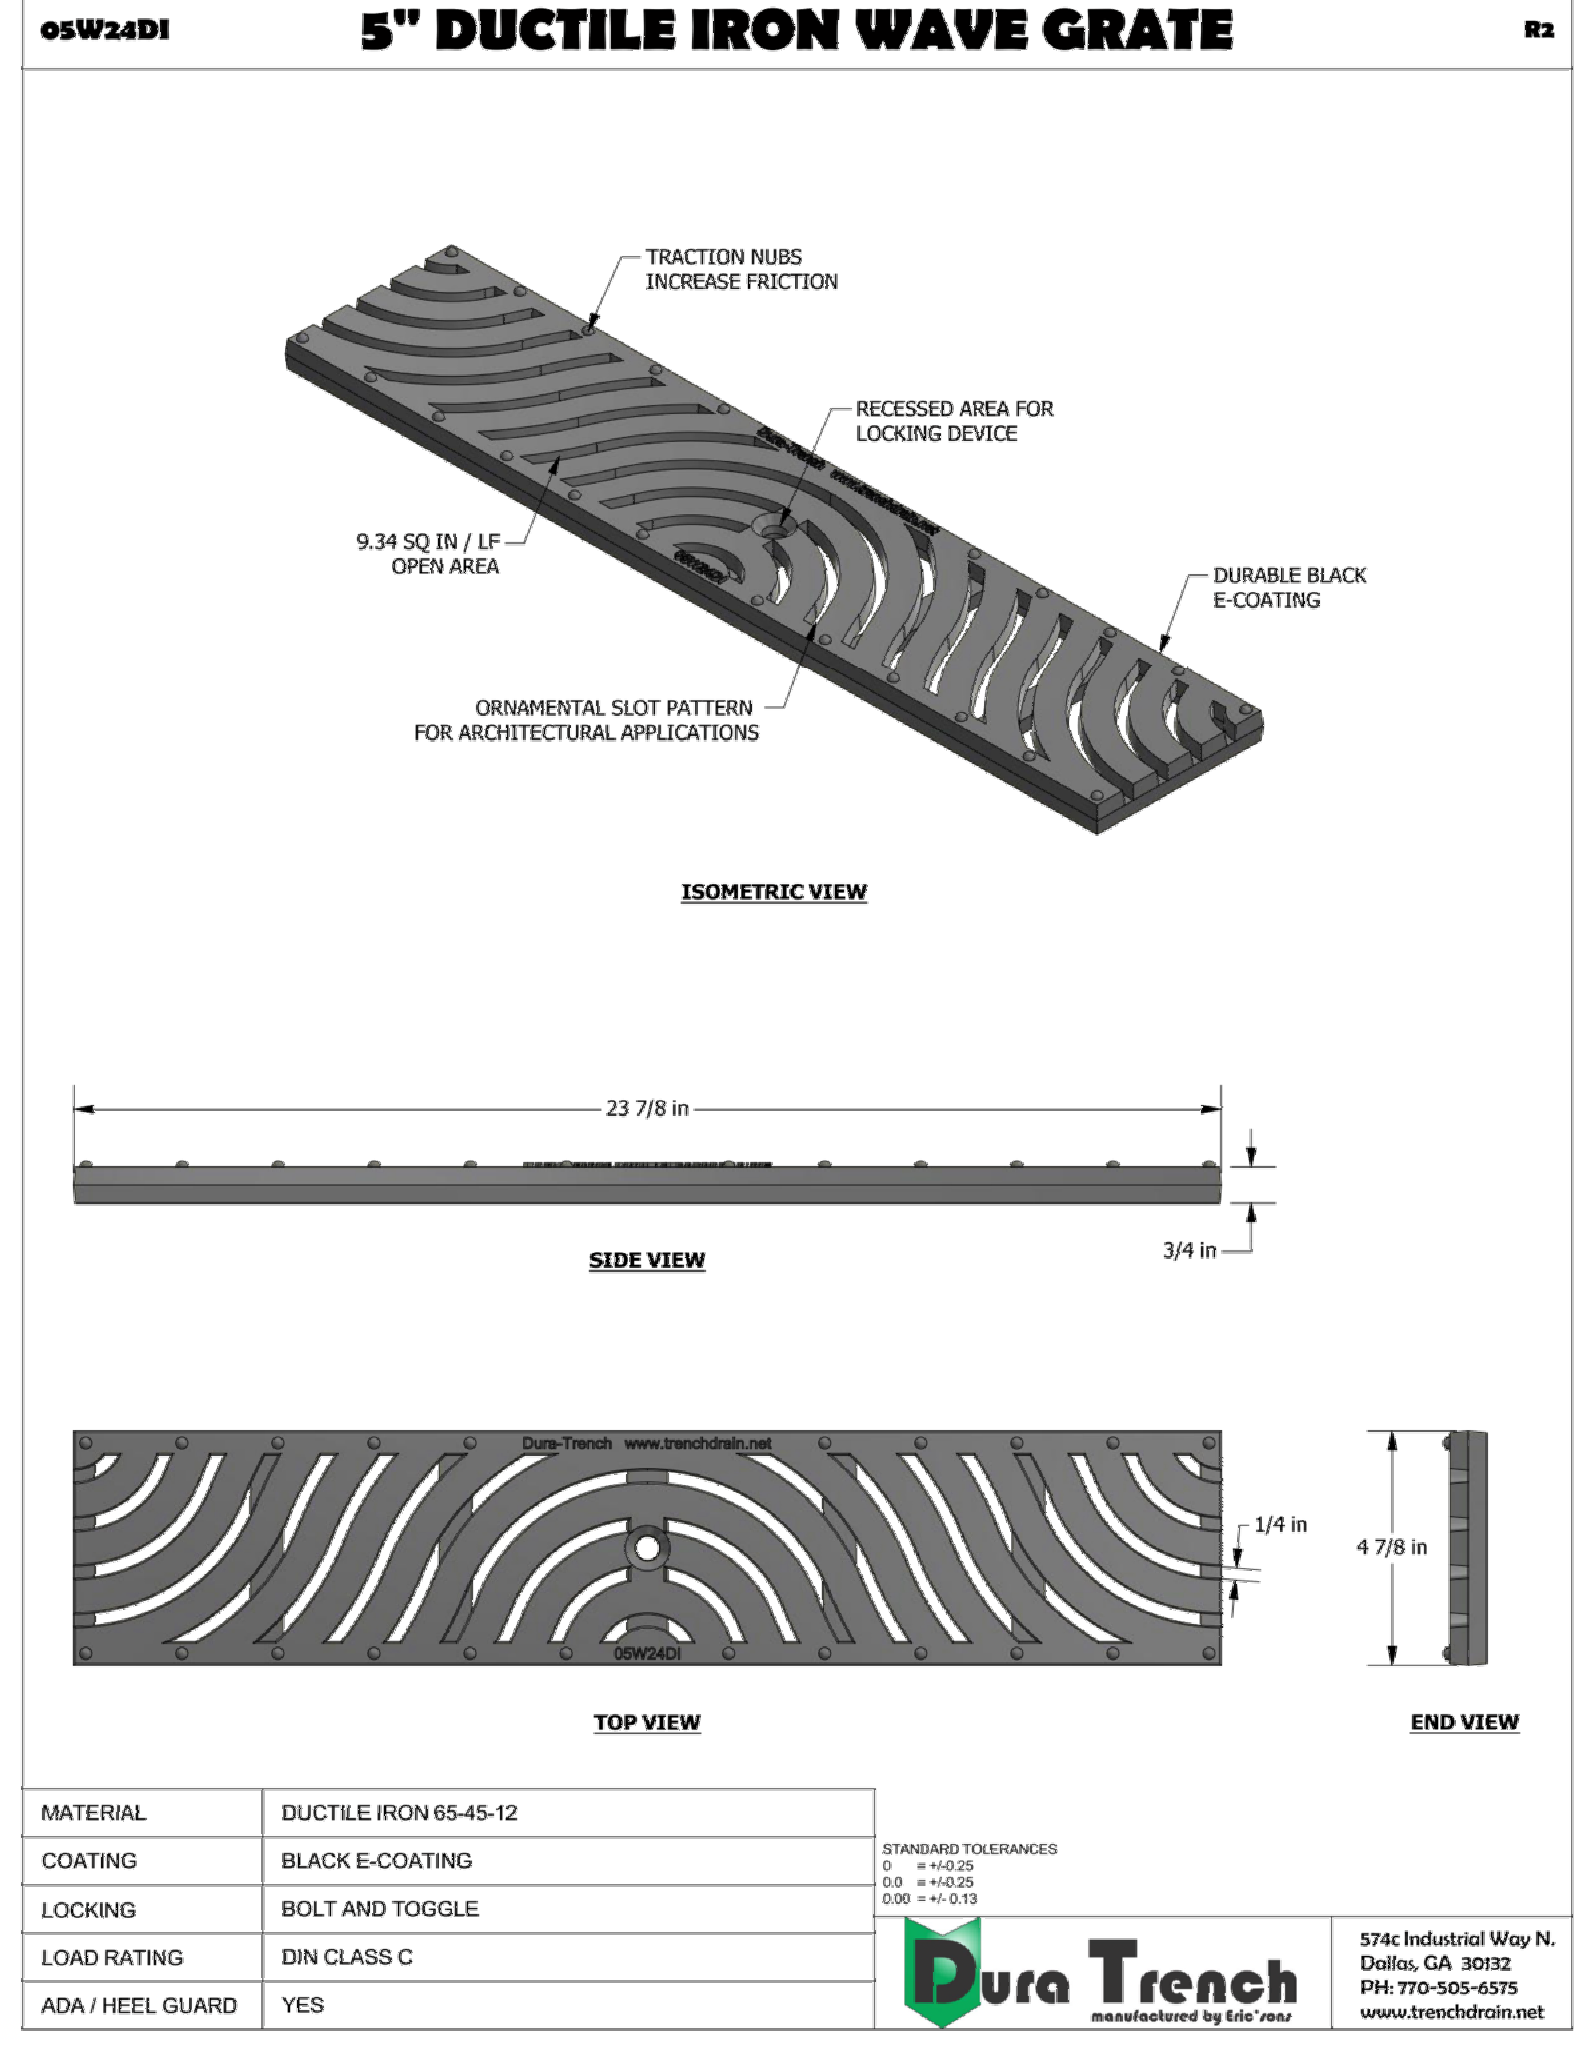 05W24DI
5" DUCTILE IRON WAVE GRATE
R2
TRACTION NUBS
INCREASE FRICTION
RECESSED AREA FOR
LOCKING DEVICE
Dura-Trench www.trenchdrain.net
9.34 SQ IN / LF
OPEN AREA
DURABLE BLACK
E-COATING
ORNAMENTAL SLOT PATTERN
FOR ARCHITECTURAL APPLICATIONS
ISOMETRIC VIEW
23 7/8 in
3/4 in
SIDE VIEW
Dura-Trench www.trenchdrain.net
1/4 in
4 7/8 in
05W24DI
TOP VIEW
END VIEW
MATERIAL DUCTILE IRON 65-45-12
COATING BLACK E-COATING
LOCKING BOLT AND TOGGLE
LOAD RATING DIN CLASS C
ADA / HEEL GUARD YES
STANDARD TOLERANCES
0 = +/-0.25
0.0 = +/-0.25
0.00 = +/- 0.13
Dura Trench
manufactured by Eric'sons
574c Industrial Way N.
Dallas, GA 30132
PH: 770-505-6575
www.trenchdrain.net